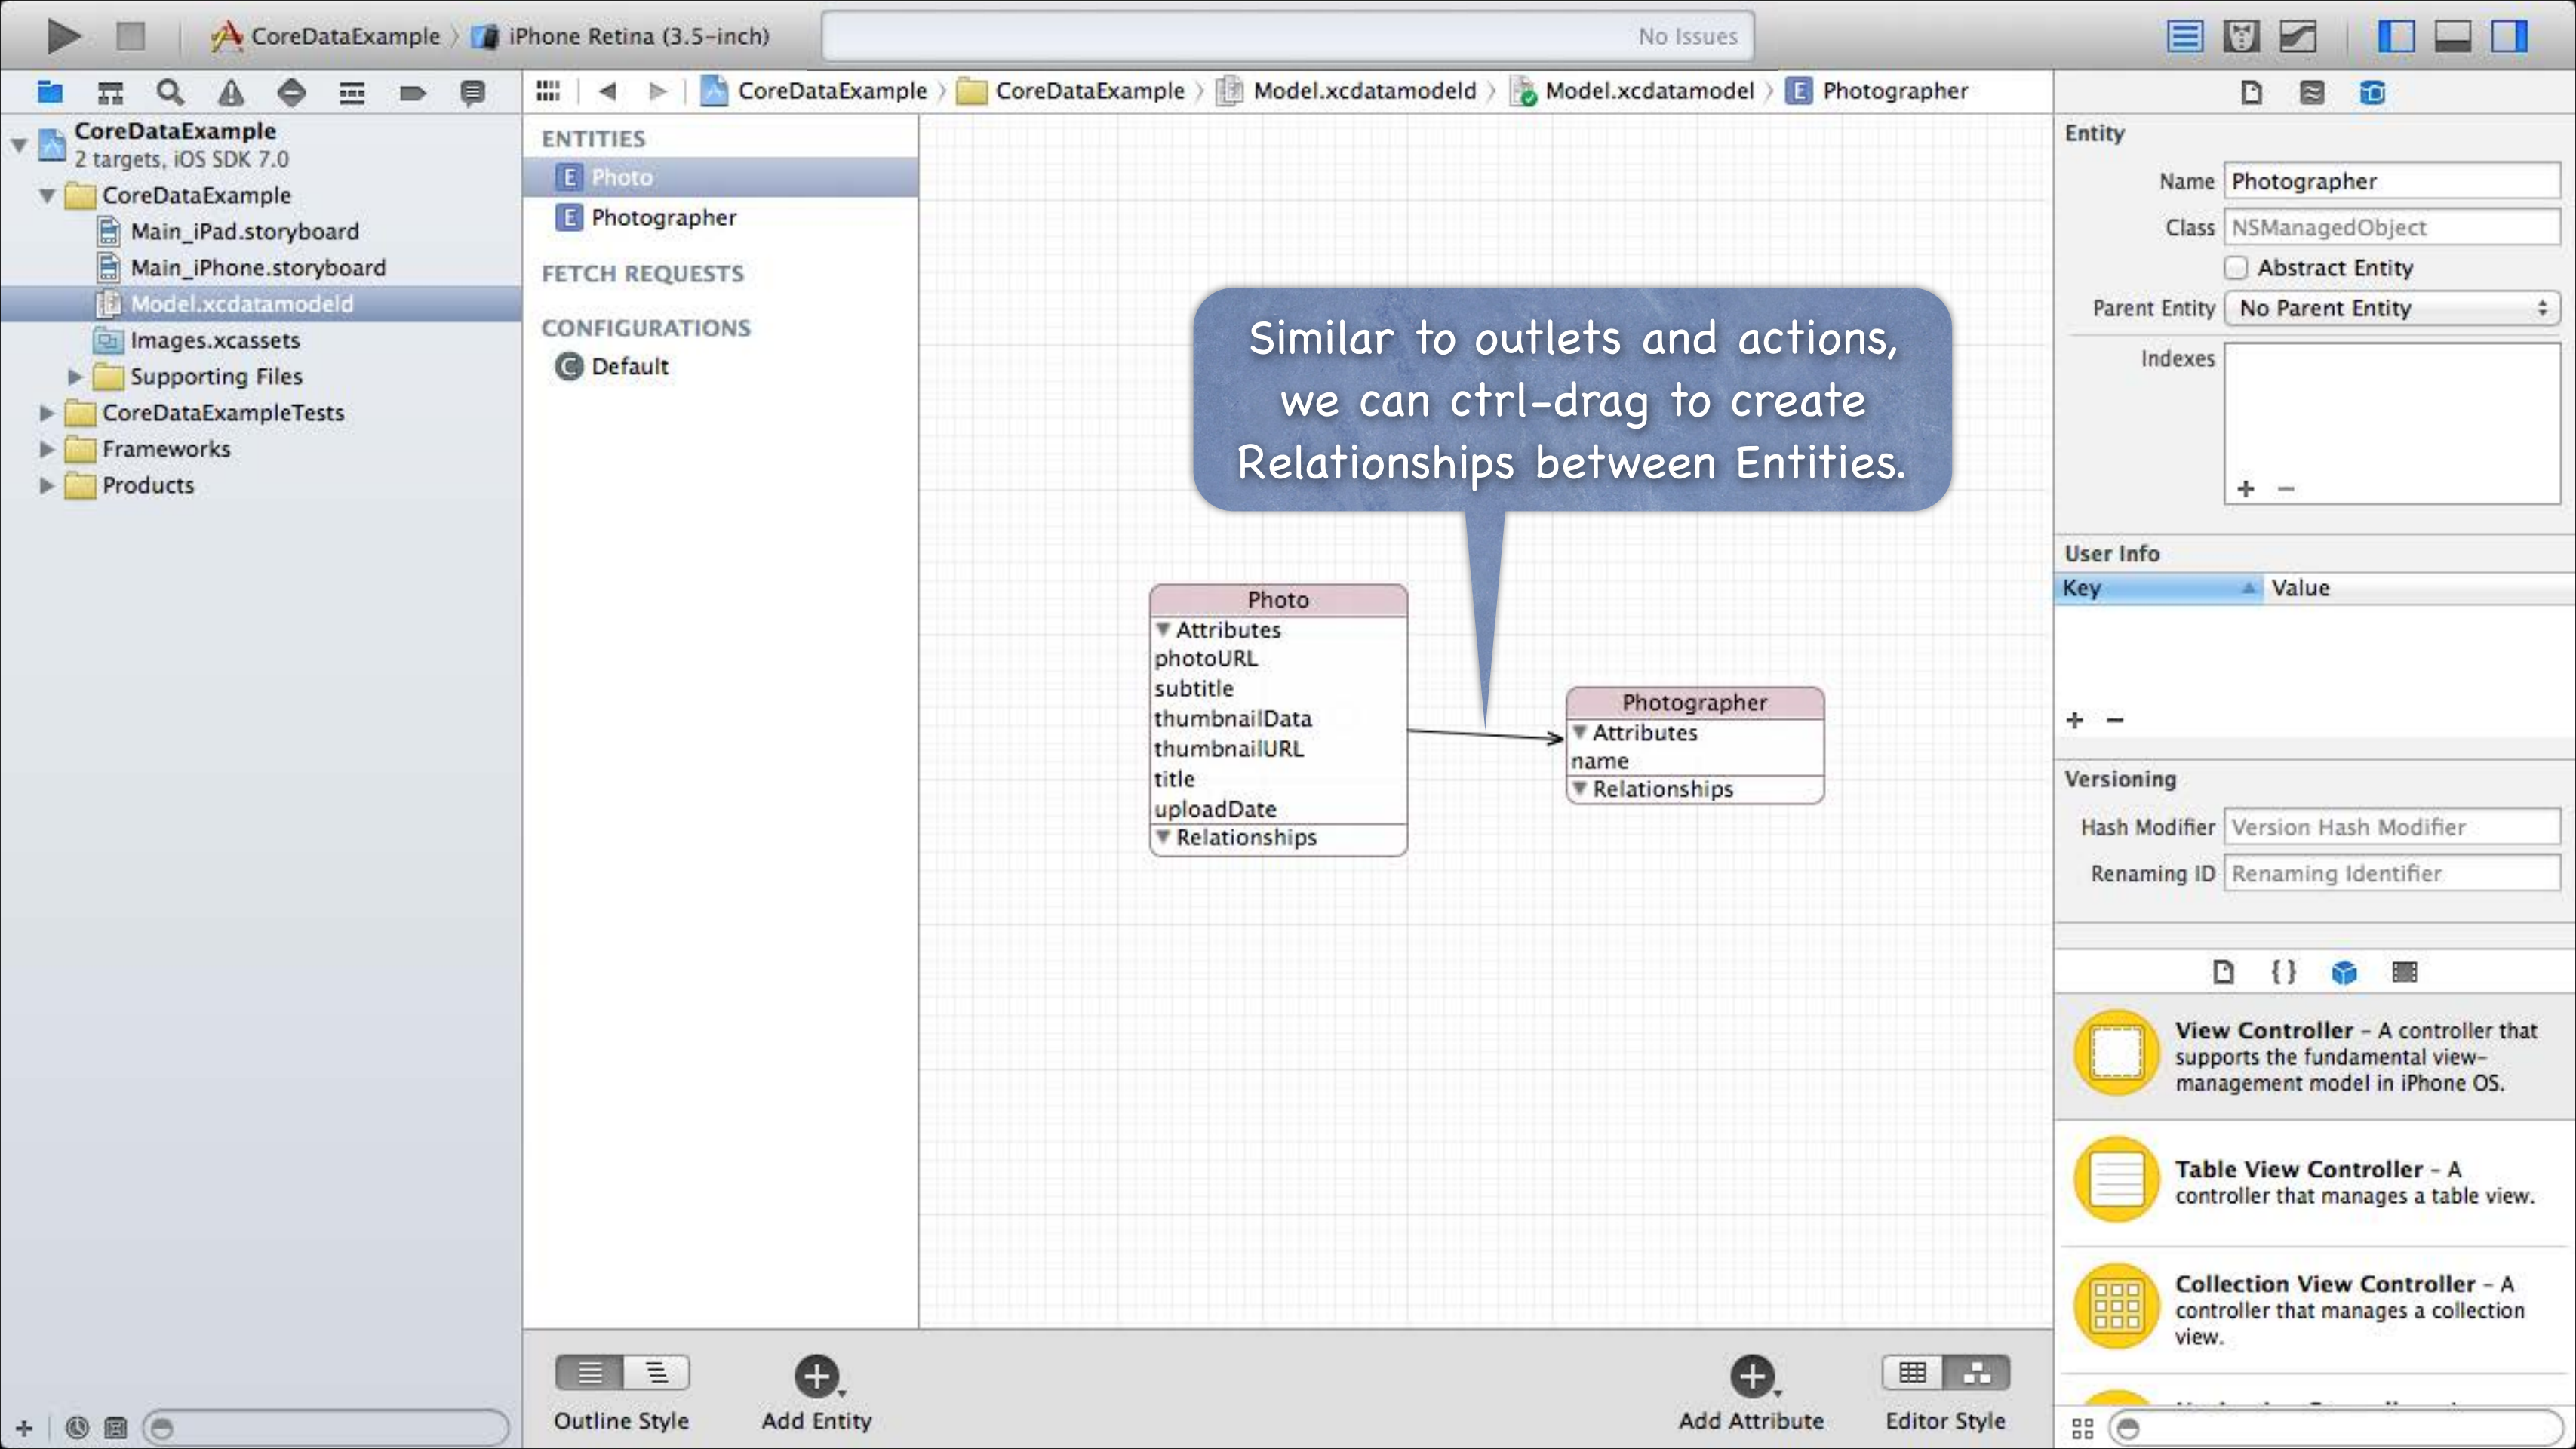 CoreDataExample
iPhone Retina (3.5-inch)
No Issues
CoreDataExample
CoreDataExample
Model.xcdatamodeld
Model.xcdatamodel
E Photographer
CoreDataExample
2 targets, iOS SDK 7.0
CoreDataExample
Main_iPad.storyboard
Main_iPhone.storyboard
Model.xcdatamodeld
Images.xcassets
Supporting Files
CoreDataExampleTests
Frameworks
Products
ENTITIES
E Photo
E Photographer
FETCH REQUESTS
CONFIGURATIONS
C Default
Similar to outlets and actions,
we can ctrl-drag to create
Relationships between Entities.
Photo
Attributes
photoURL
subtitle
thumbnailData
thumbnailURL
title
uploadDate
Relationships
Photographer
Attributes
name
Relationships
Outline Style
Add Entity
Add Attribute
Editor Style
Entity
Name Photographer
Class NSManagedObject
Abstract Entity
Parent Entity No Parent Entity
Indexes
+ −
User Info
Key Value
+ −
Versioning
Hash Modifier Version Hash Modifier
Renaming ID Renaming Identifier
{ }
View Controller - A controller that
supports the fundamental view-
management model in iPhone OS.
Table View Controller - A
controller that manages a table view.
Collection View Controller - A
controller that manages a collection
view.